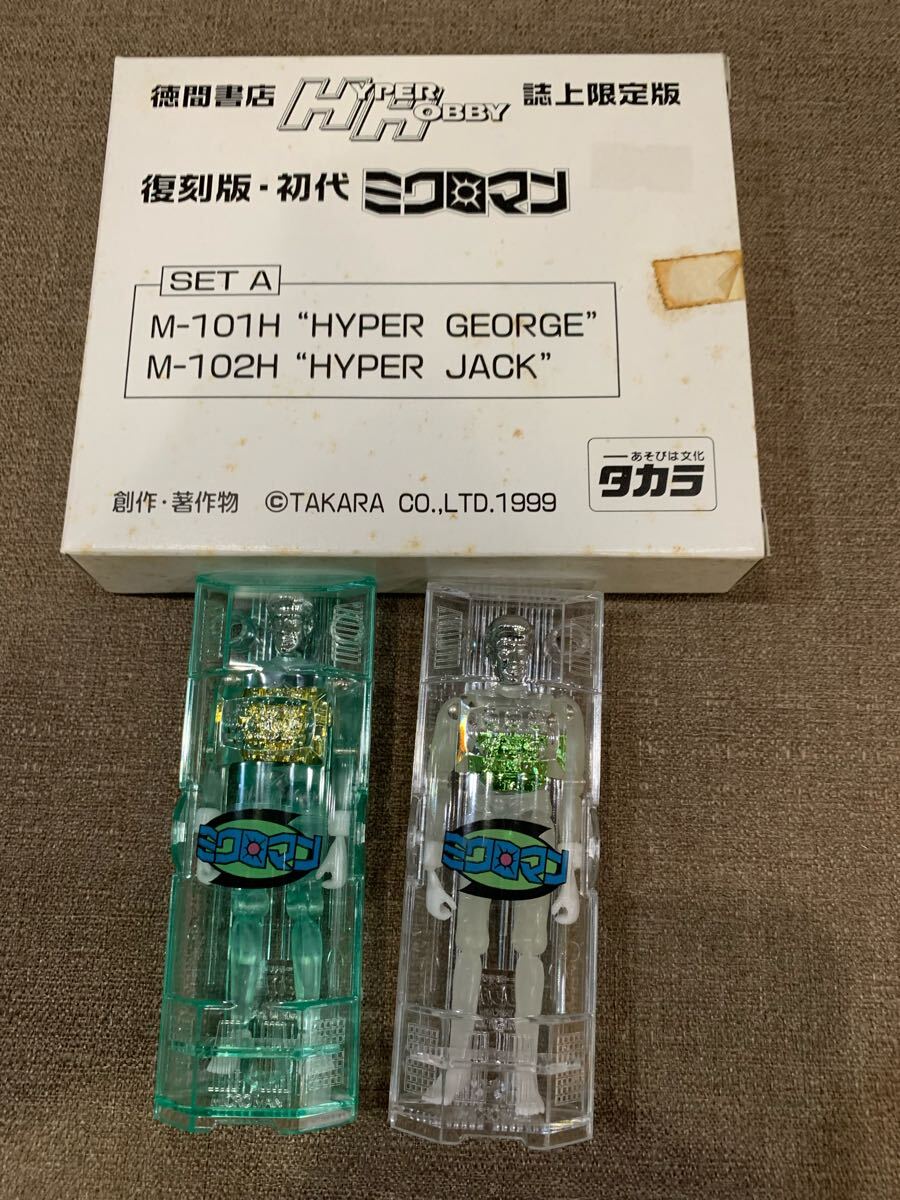 徳間書店 HYPER HOBBY 誌上限定版
復刻版・初代 ミクロマン
SET A
M-101H “HYPER GEORGE”
M-102H “HYPER JACK”
あそびは文化
タカラ
創作・著作物 ©TAKARA CO.,LTD.1999
ミクロマン
ミクロマン
MICROMAN